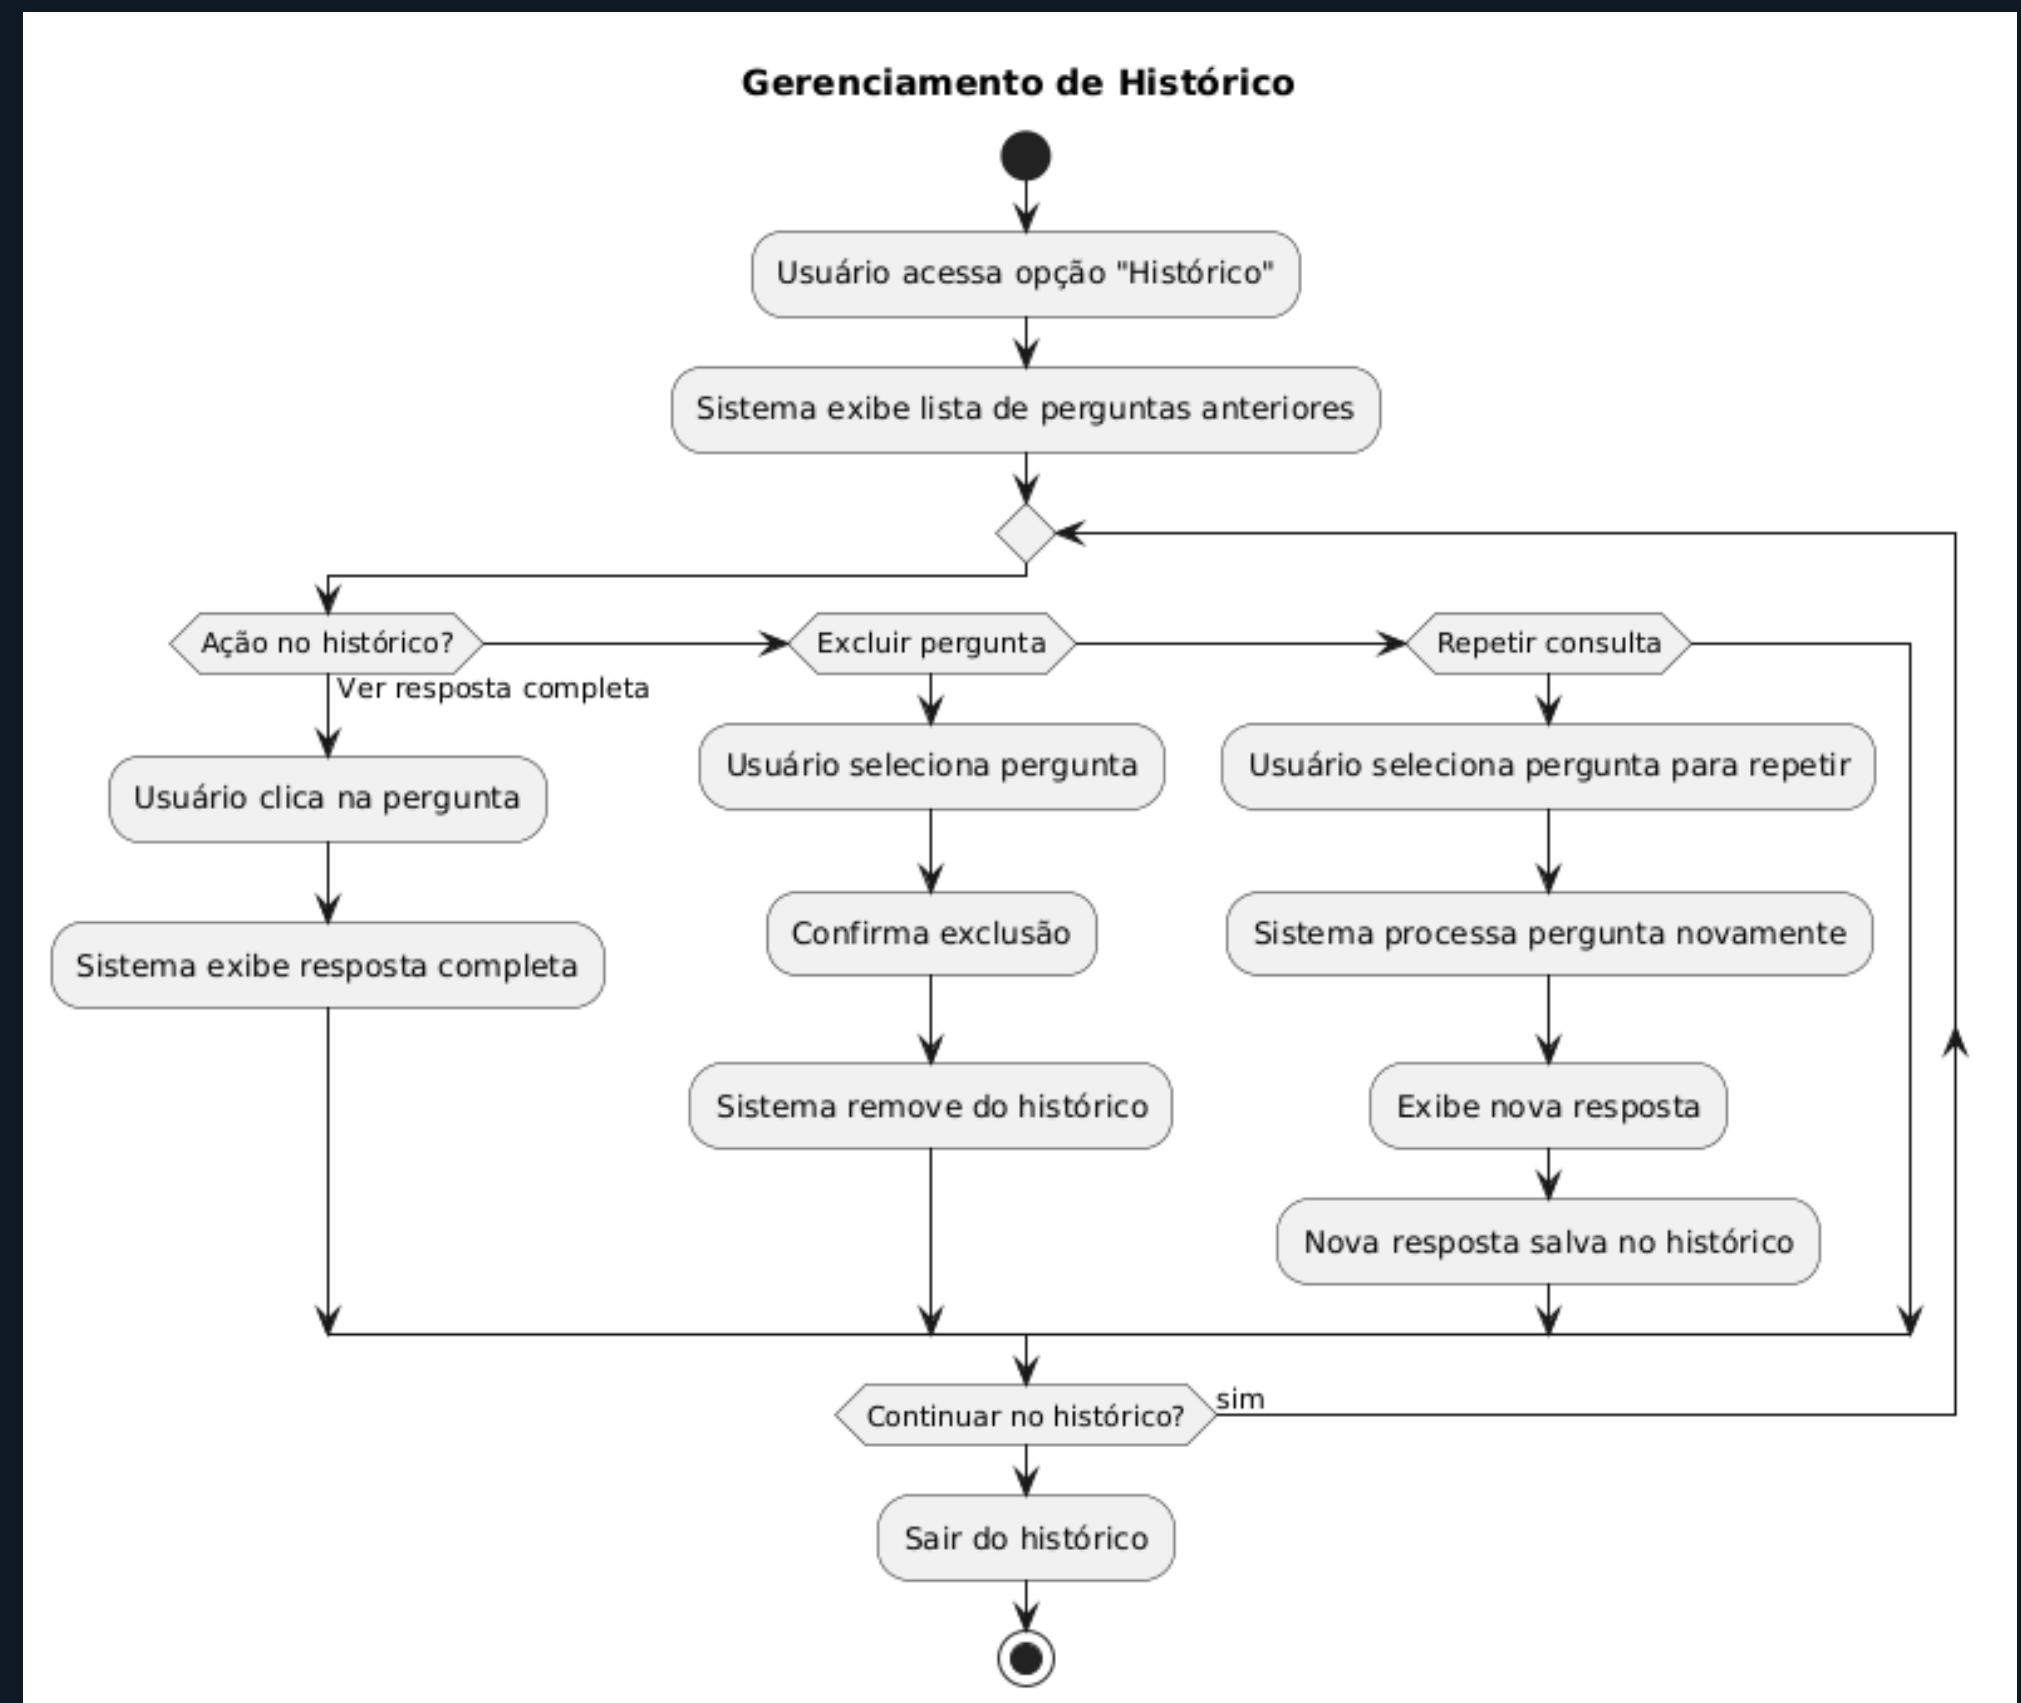 Gerenciamento de Histórico
Usuário acessa opção "Histórico"
Sistema exibe lista de perguntas anteriores
Ação no histórico?
Ver resposta completa
Usuário clica na pergunta
Sistema exibe resposta completa
Excluir pergunta
Usuário seleciona pergunta
Confirma exclusão
Sistema remove do histórico
Repetir consulta
Usuário seleciona pergunta para repetir
Sistema processa pergunta novamente
Exibe nova resposta
Nova resposta salva no histórico
Continuar no histórico?
sim
Sair do histórico